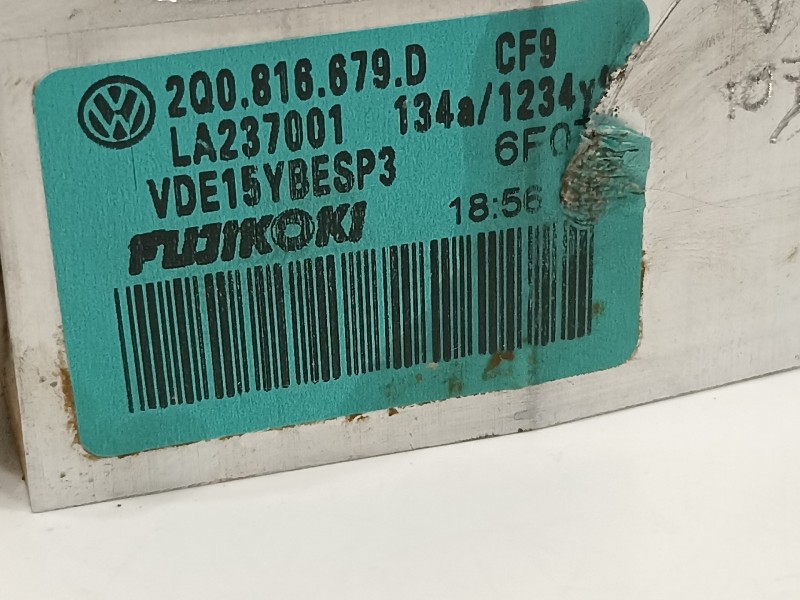 2Q0.816.679.D CF9
LA237001 134a/1234y
VDE15YBESP3 6F0
FUJIKOKI 18:56